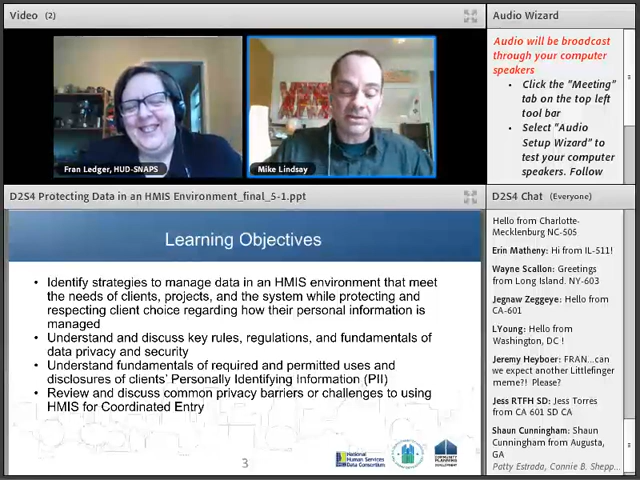 Video (2)
Fran Ledger, HUD-SNAPS
Mike Lindsay
Audio Wizard
Audio will be broadcast
through your computer
speakers
• Click the "Meeting"
tab on the top left
tool bar
• Select "Audio
Setup Wizard" to
test your computer
speakers. Follow
D2S4 Protecting Data in an HMIS Environment_final_5-1.ppt
Learning Objectives
• Identify strategies to manage data in an HMIS environment that meet
the needs of clients, projects, and the system while protecting and
respecting client choice regarding how their personal information is
managed
• Understand and discuss key rules, regulations, and fundamentals of
data privacy and security
• Understand fundamentals of required and permitted uses and
disclosures of clients' Personally Identifying Information (PII)
• Review and discuss common privacy barriers or challenges to using
HMIS for Coordinated Entry
3
National
Human Services
Data Consortium
COMMUNITY
PLANNING
DEVELOPMENT
D2S4 Chat (Everyone)
Hello from Charlotte-
Mecklenburg NC-505
Erin Matheny: Hi from IL-511!
Wayne Scallon: Greetings
from Long Island. NY-603
Jegnaw Zeggeye: Hello from
CA-601
LYoung: Hello from
Washington, DC !
Jeremy Heyboer: FRAN...can
we expect another Littlefinger
meme?!  Please?
Jess RTFH SD: Jess Torres
from CA 601 SD CA
Shaun Cunningham: Shaun
Cunningham from Augusta,
GA
Patty Estrada, Connie B. Shepp...